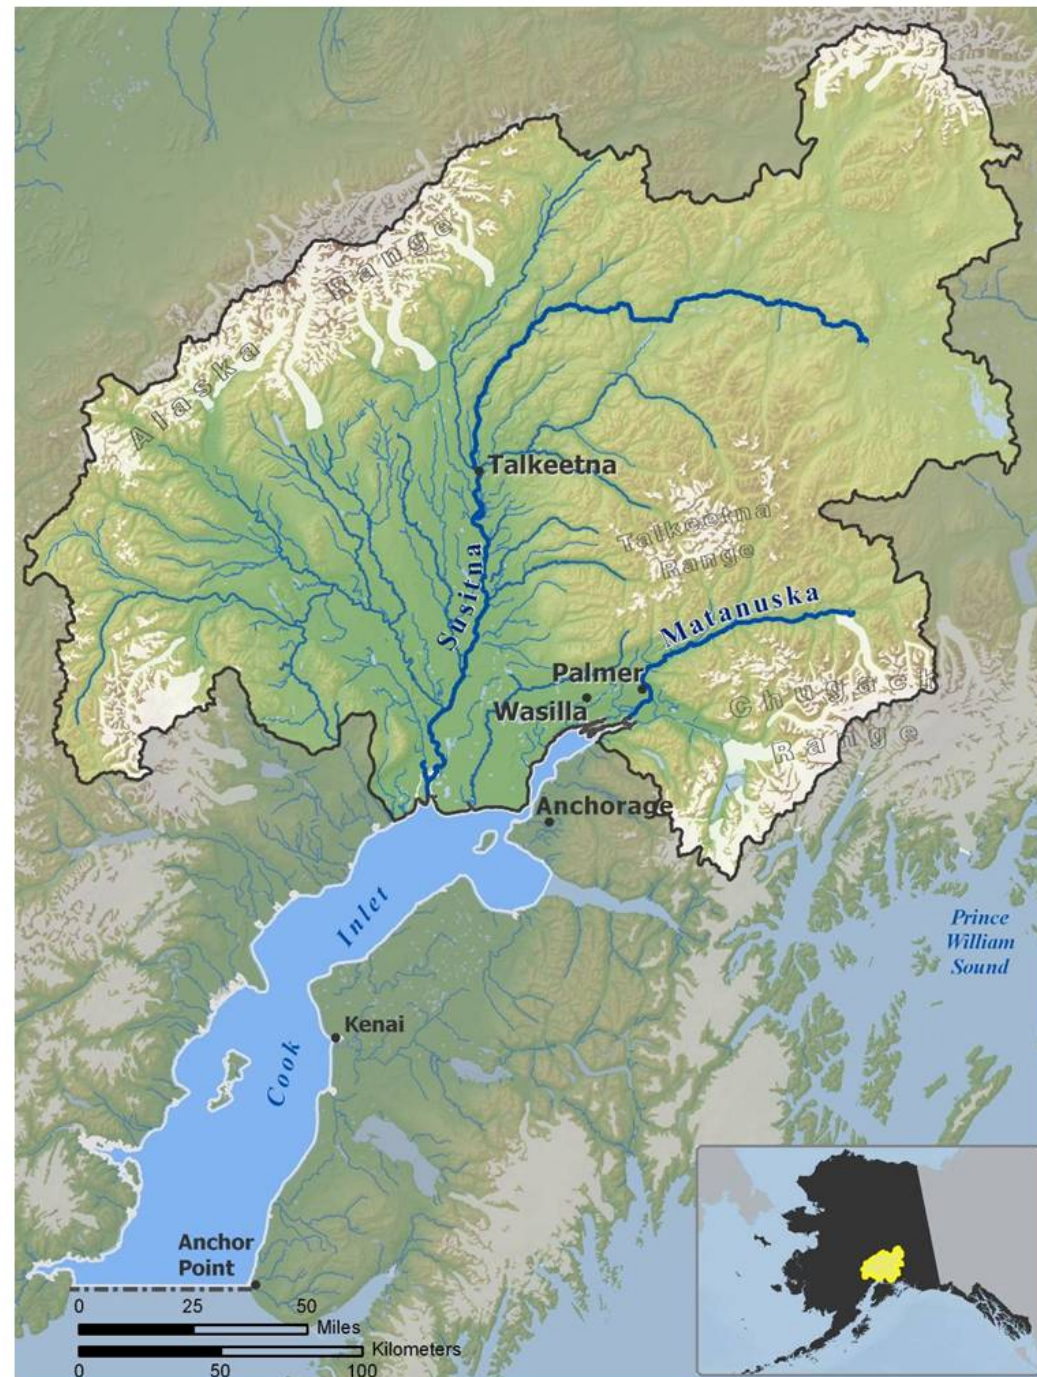 Alaska Range
Talkeetna
Susitna
Talkeetna
Range
Matanuska
Palmer
Wasilla
Chugach
Range
Anchorage
Cook Inlet
Prince
William
Sound
Kenai
Anchor
Point
0 25 50
Miles
Kilometers
0 50 100